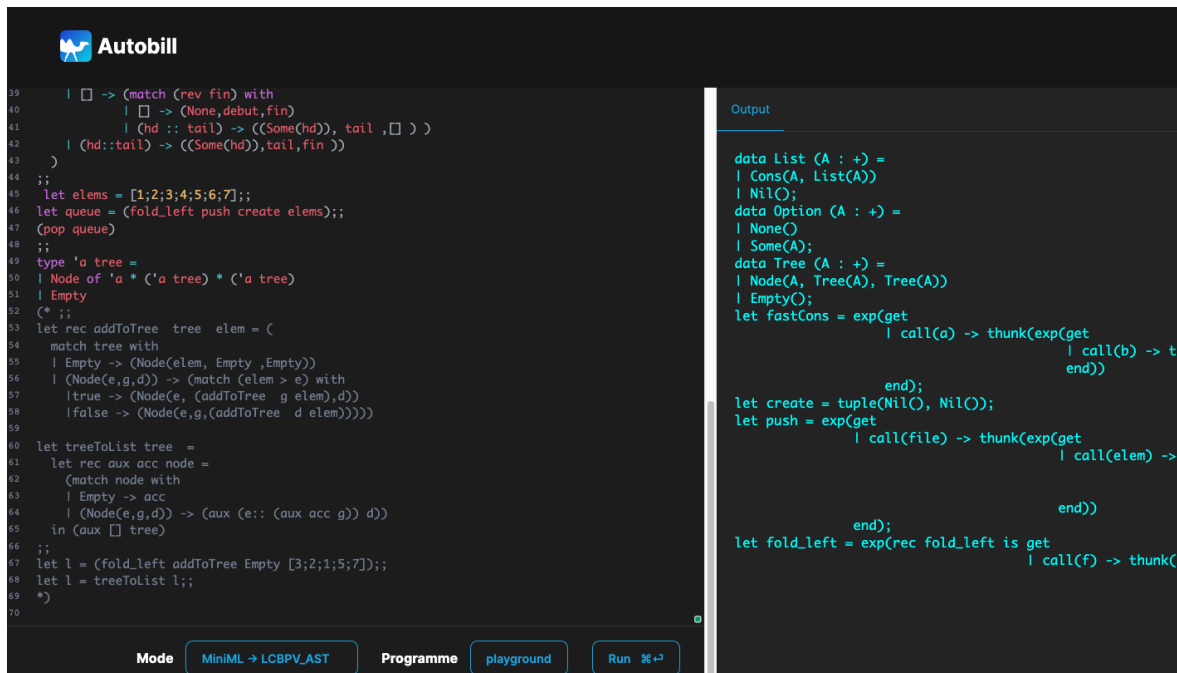 Autobill
39 | [] -> (match (rev fin) with
40 | [] -> (None,debut,fin)
41 | (hd :: tail) -> ((Some(hd)), tail ,[] ) )
42 | (hd::tail) -> ((Some(hd)),tail,fin ))
43 )
44 ;;
45 let elems = [1;2;3;4;5;6;7];;
46 let queue = (fold_left push create elems);;
47 (pop queue)
48 ;;
49 type 'a tree =
50 | Node of 'a * ('a tree) * ('a tree)
51 | Empty
52 (* ;;
53 let rec addToTree  tree  elem = (
54 match tree with
55 | Empty -> (Node(elem, Empty ,Empty))
56 | (Node(e,g,d)) -> (match (elem > e) with
57 |true -> (Node(e, (addToTree  g elem),d))
58 |false -> (Node(e,g,(addToTree  d elem)))))
59
60 let treeToList tree  =
61 let rec aux acc node =
62 (match node with
63 | Empty -> acc
64 | (Node(e,g,d)) -> (aux (e:: (aux acc g)) d))
65 in (aux [] tree)
66 ;;
67 let l = (fold_left addToTree Empty [3;2;1;5;7]);;
68 let l = treeToList l;;
69 *)
70
Mode MiniML → LCBPV_AST Programme playground Run ⌘⏎
Output
data List (A : +) =
| Cons(A, List(A))
| Nil();
data Option (A : +) =
| None()
| Some(A);
data Tree (A : +) =
| Node(A, Tree(A), Tree(A))
| Empty();
let fastCons = exp(get
| call(a) -> thunk(exp(get
| call(b) -> t
end))
end);
let create = tuple(Nil(), Nil());
let push = exp(get
| call(file) -> thunk(exp(get
| call(elem) ->
end))
end);
let fold_left = exp(rec fold_left is get
| call(f) -> thunk(